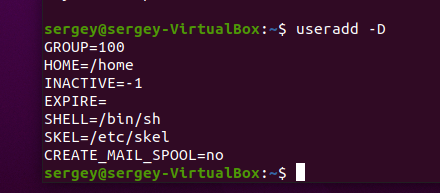 sergey@sergey-VirtualBox:~$ useradd -D
GROUP=100
HOME=/home
INACTIVE=-1
EXPIRE=
SHELL=/bin/sh
SKEL=/etc/skel
CREATE_MAIL_SPOOL=no
sergey@sergey-VirtualBox:~$